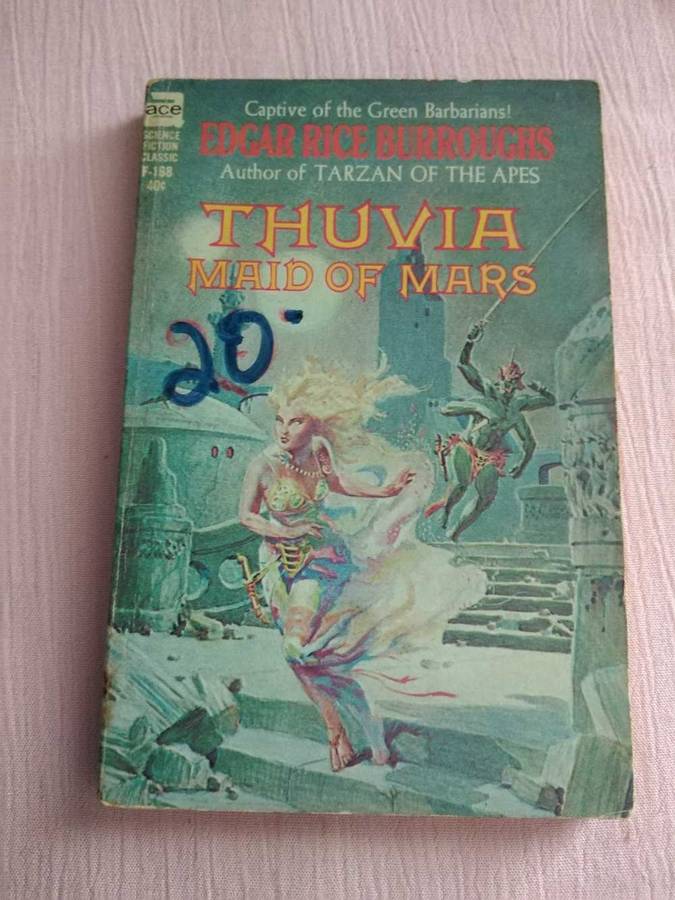 ace
SCIENCE
FICTION
CLASSIC
F-168
40¢
Captive of the Green Barbarians!
EDGAR RICE BURROUGHS
Author of TARZAN OF THE APES
THUVIA
MAID OF MARS
20-